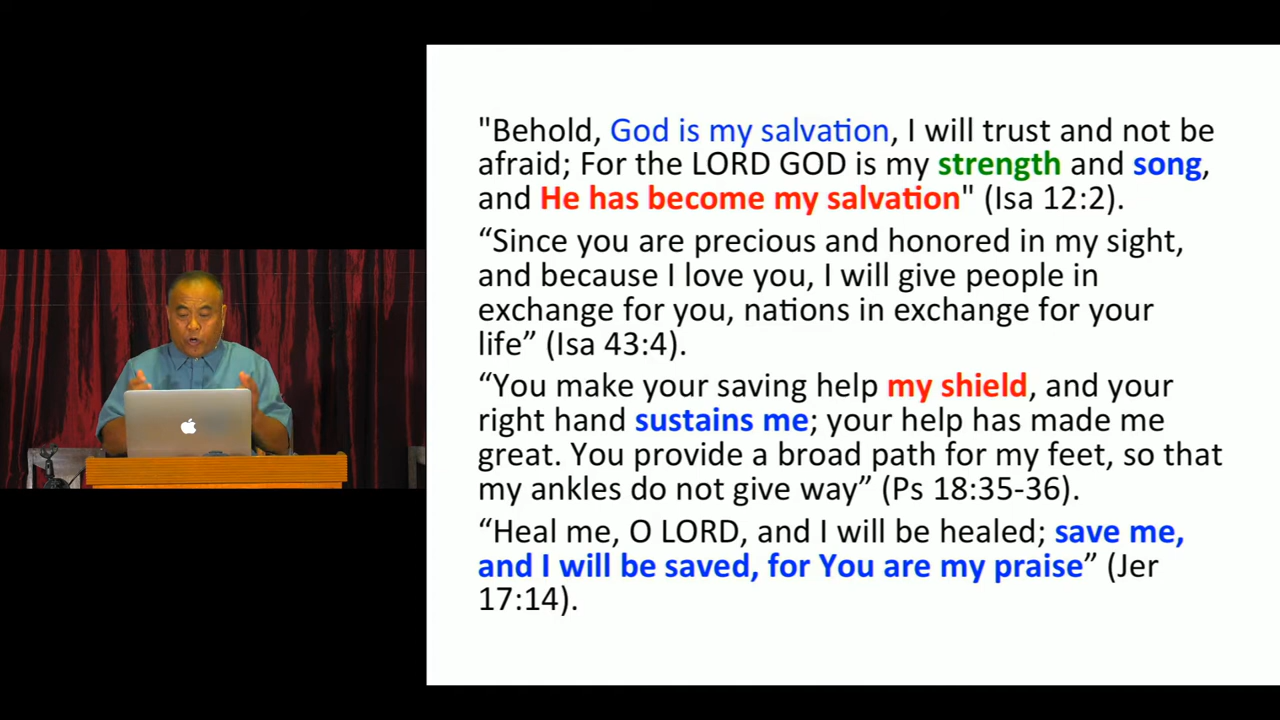 "Behold, God is my salvation, I will trust and not be
afraid; For the LORD GOD is my strength and song,
and He has become my salvation" (Isa 12:2).
“Since you are precious and honored in my sight,
and because I love you, I will give people in
exchange for you, nations in exchange for your
life” (Isa 43:4).
“You make your saving help my shield, and your
right hand sustains me; your help has made me
great. You provide a broad path for my feet, so that
my ankles do not give way” (Ps 18:35-36).
“Heal me, O LORD, and I will be healed; save me,
and I will be saved, for You are my praise” (Jer
17:14).